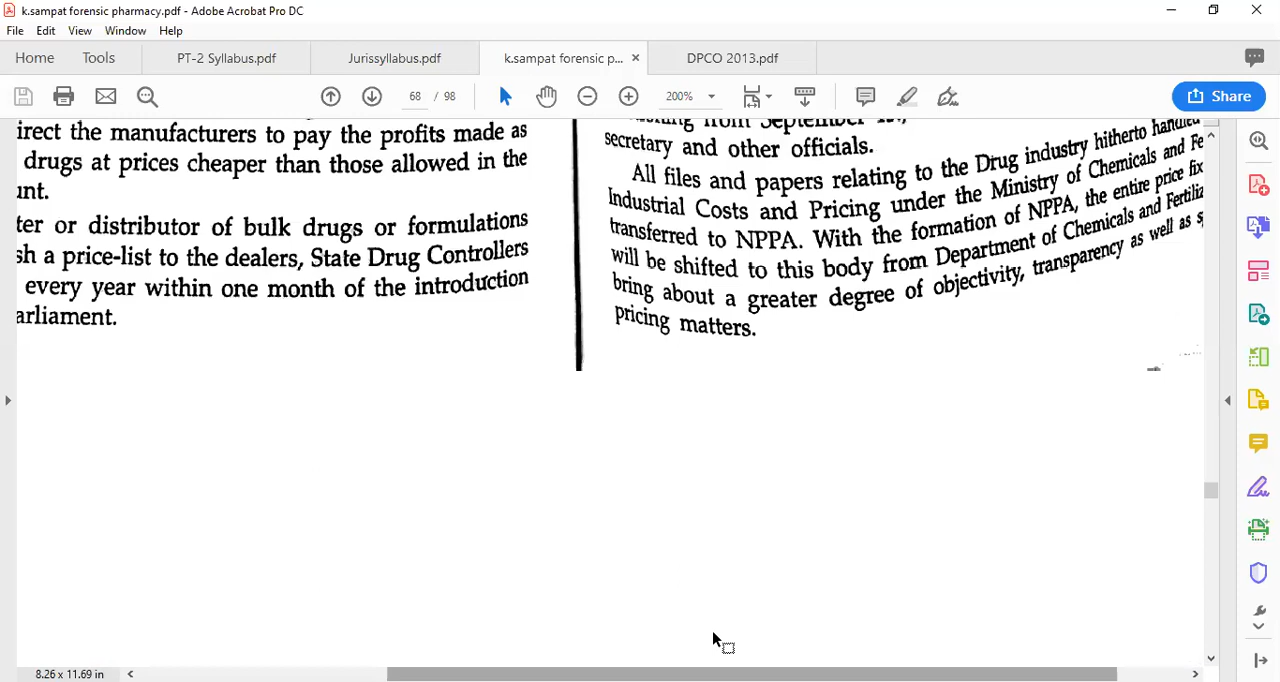 k.sampat forensic pharmacy.pdf - Adobe Acrobat Pro DC
File Edit View Window Help
Home Tools PT-2 Syllabus.pdf Jurissyllabus.pdf k.sampat forensic p... × DPCO 2013.pdf
68 / 98 200% Share
irect the manufacturers to pay the profits made as
drugs at prices cheaper than those allowed in the
unt.
ter or distributor of bulk drugs or formulations
sh a price-list to the dealers, State Drug Controllers
every year within one month of the introduction
arliament.
from September
secretary and other officials.
All files and papers relating to the Drug industry hitherto handled
Industrial Costs and Pricing under the Ministry of Chemicals and Fe
transferred to NPPA. With the formation of NPPA, the entire price fix
will be shifted to this body from Department of Chemicals and Fertiliz
bring about a greater degree of objectivity, transparency as well as s
pricing matters.
8.26 x 11.69 in